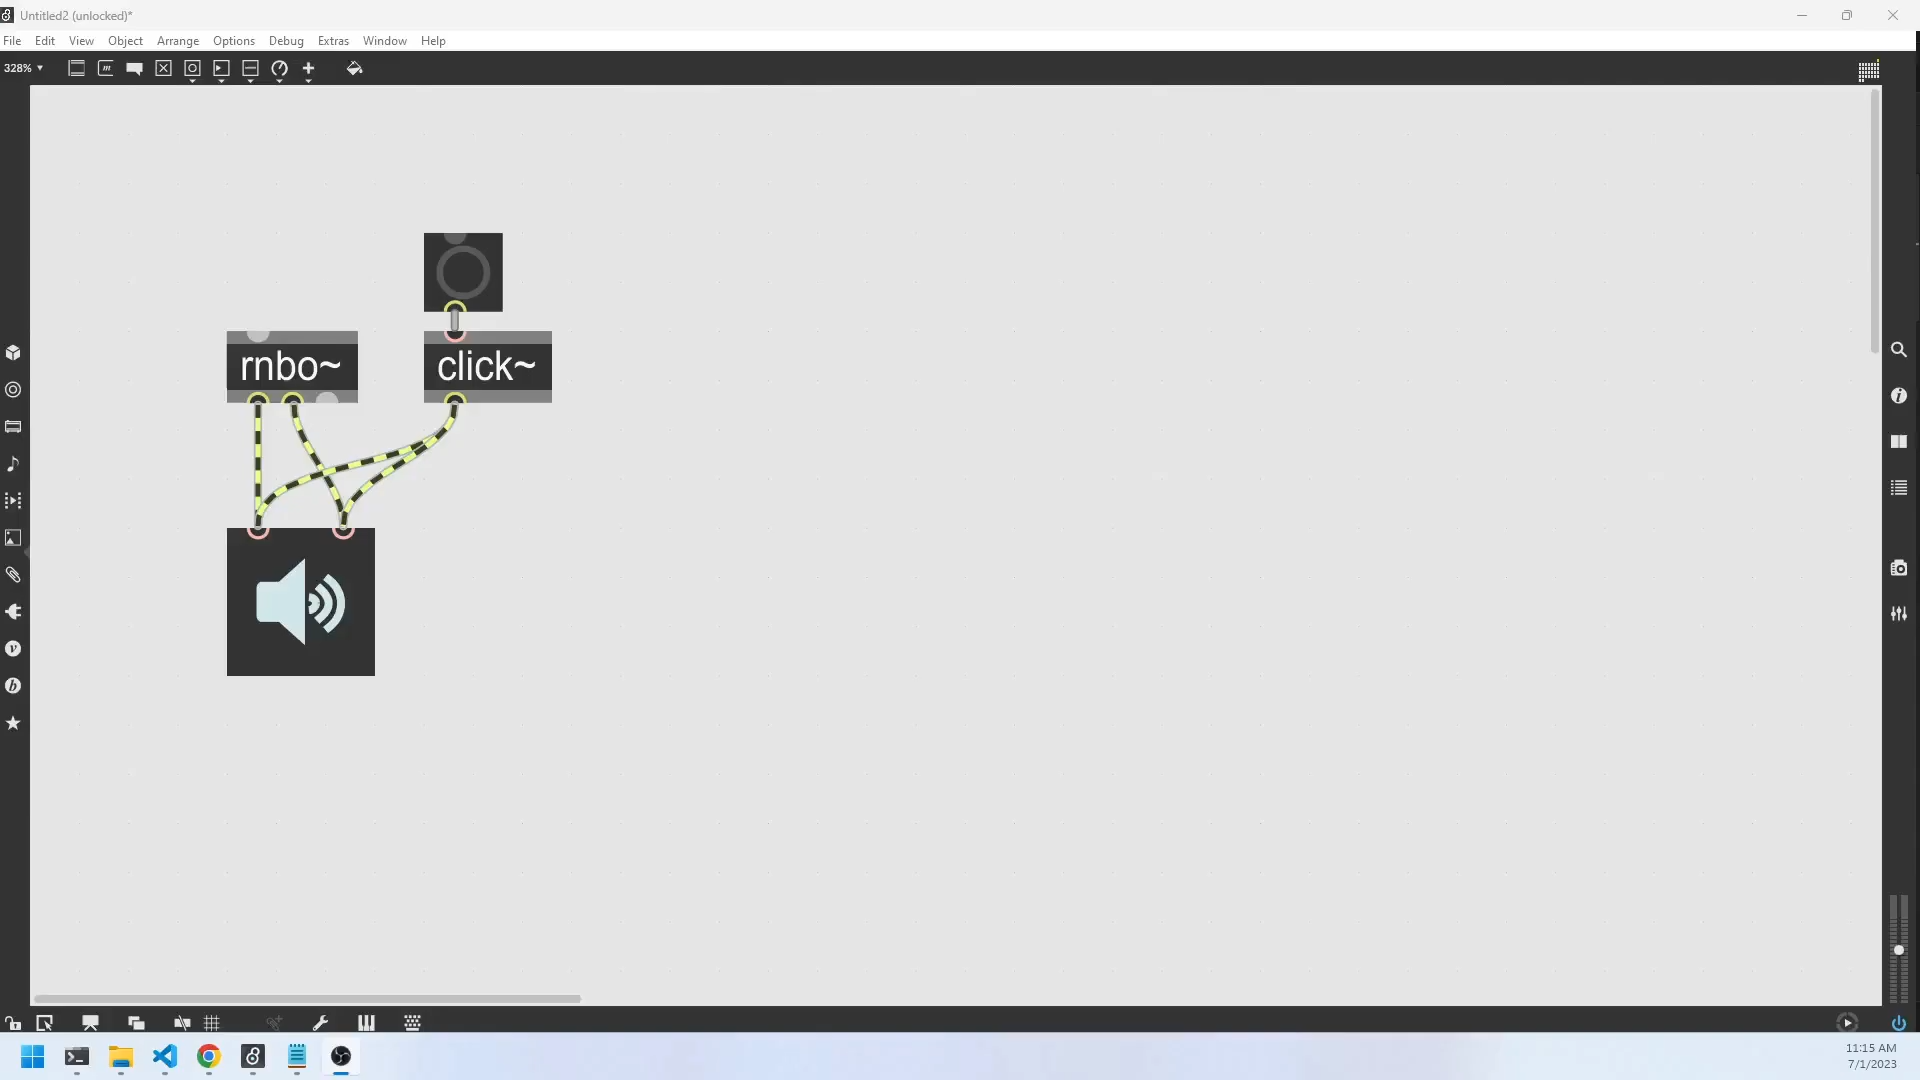 Untitled2 (unlocked)*
File Edit View Object Arrange Options Debug Extras Window Help
328%
rnbo~
click~
11:15 AM
7/1/2023